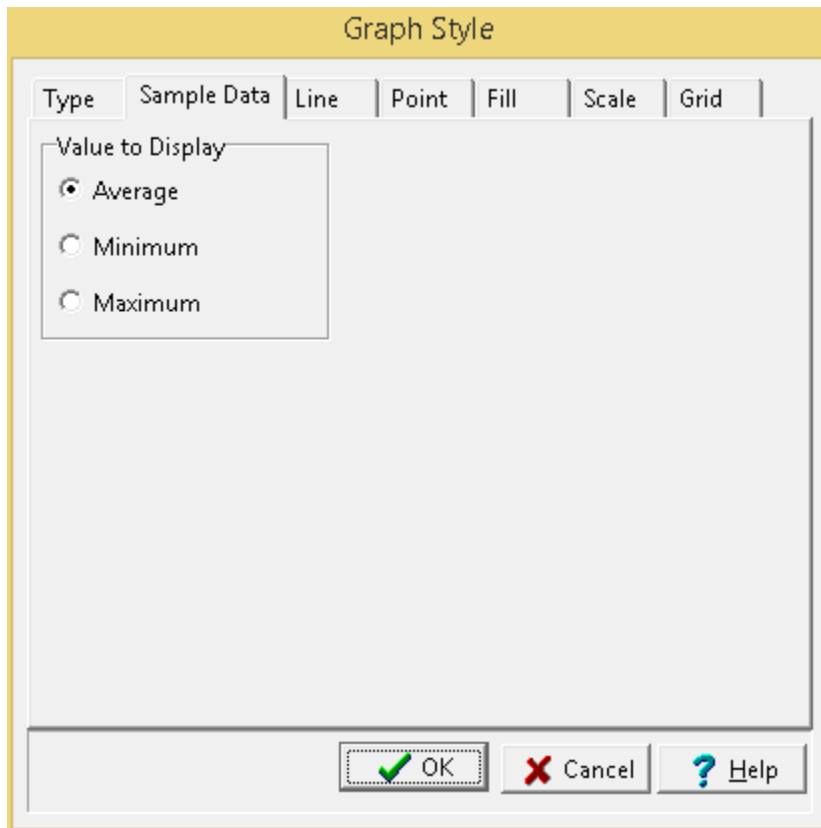 Graph Style
Type Sample Data Line Point Fill Scale Grid
Value to Display
Average
Minimum
Maximum
OK Cancel Help